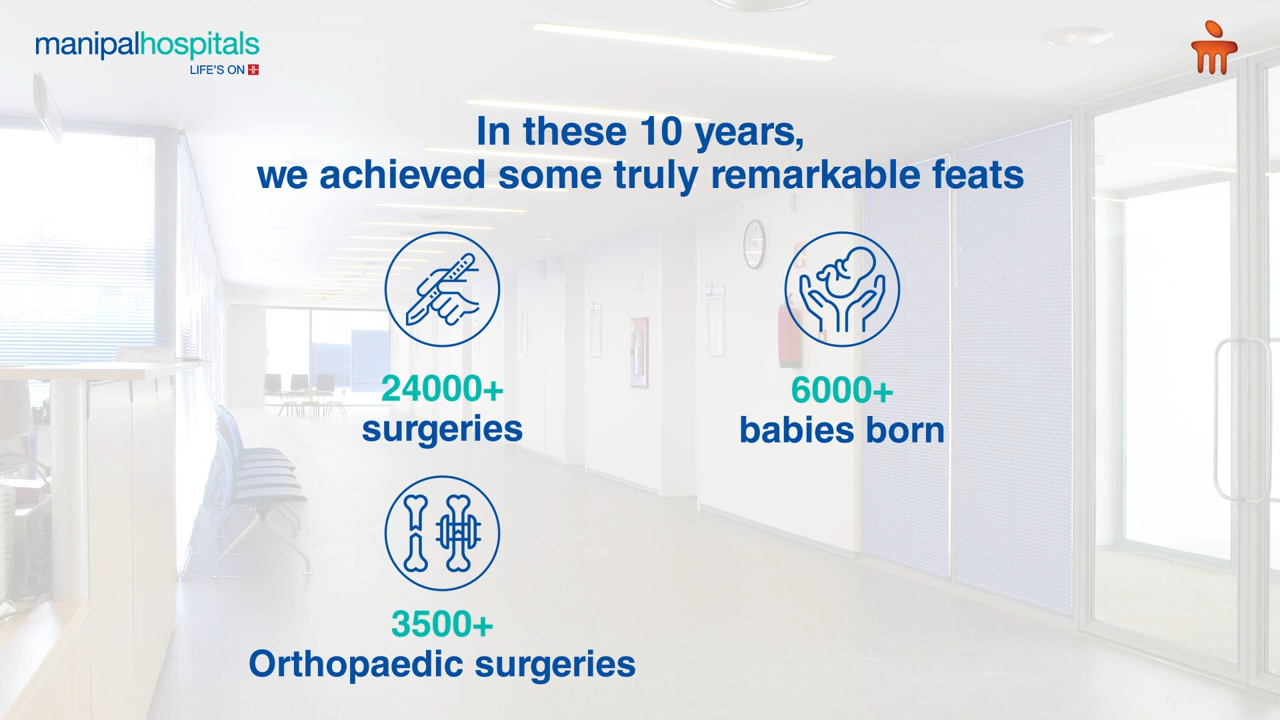 manipalhospitals
LIFE'S ON
In these 10 years,
we achieved some truly remarkable feats
24000+
surgeries
6000+
babies born
3500+
Orthopaedic surgeries